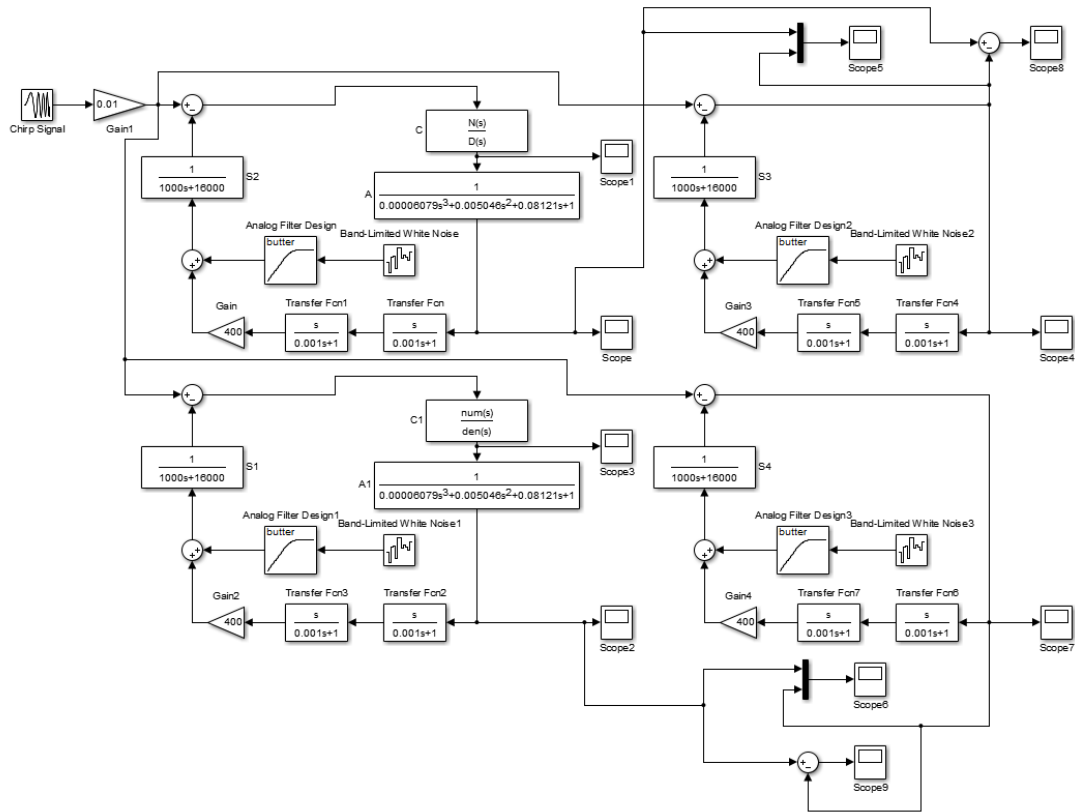 Chirp Signal
0.01
Gain1
+
-
C
N(s)
D(s)
Scope1
1
1000s+16000
S2
A
1
0.00006079s3+0.005046s2+0.08121s+1
Analog Filter Design
butter
Band-Limited White Noise
+
+
Gain
400
Transfer Fcn1
s
0.001s+1
Transfer Fcn
s
0.001s+1
Scope
Scope5
+
-
Scope8
+
-
1
1000s+16000
S3
Analog Filter Design2
butter
Band-Limited White Noise2
+
+
Gain3
400
Transfer Fcn5
s
0.001s+1
Transfer Fcn4
s
0.001s+1
Scope4
+
-
C1
num(s)
den(s)
Scope3
1
1000s+16000
S1
A1
1
0.00006079s3+0.005046s2+0.08121s+1
Analog Filter Design1
butter
Band-Limited White Noise1
+
+
Gain2
400
Transfer Fcn3
s
0.001s+1
Transfer Fcn2
s
0.001s+1
Scope2
+
-
1
1000s+16000
S4
Analog Filter Design3
butter
Band-Limited White Noise3
+
+
Gain4
400
Transfer Fcn7
s
0.001s+1
Transfer Fcn6
s
0.001s+1
Scope7
Scope6
+
-
Scope9